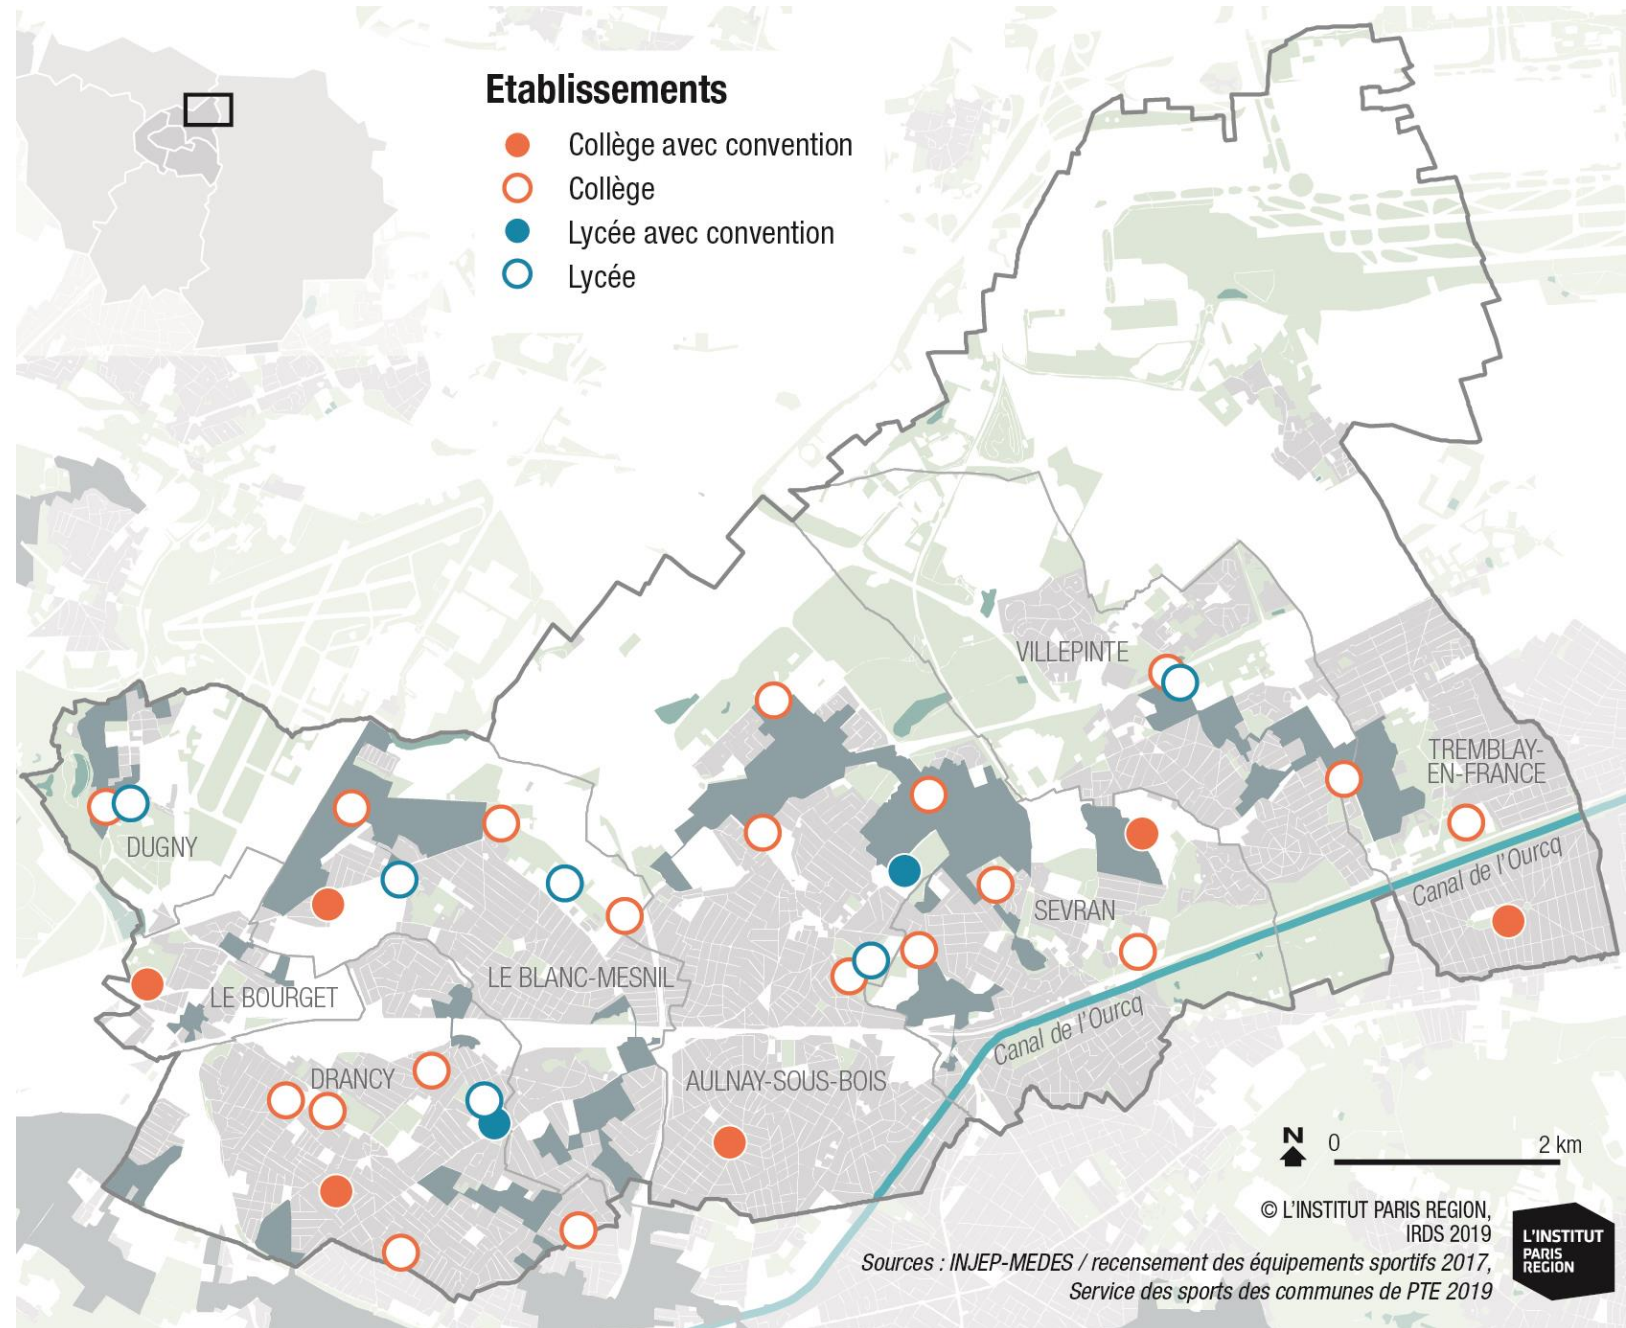 Etablissements
Collège avec convention
Collège
Lycée avec convention
Lycée
VILLEPINTE
TREMBLAY-
EN-FRANCE
DUGNY
Canal de l'Ourcq
SEVRAN
LE BLANC-MESNIL
LE BOURGET
Canal de l'Ourcq
DRANCY
AULNAY-SOUS-BOIS
N
0
2 km
© L'INSTITUT PARIS REGION,
IRDS 2019
Sources : INJEP-MEDES / recensement des équipements sportifs 2017,
Service des sports des communes de PTE 2019
L'INSTITUT
PARIS
REGION